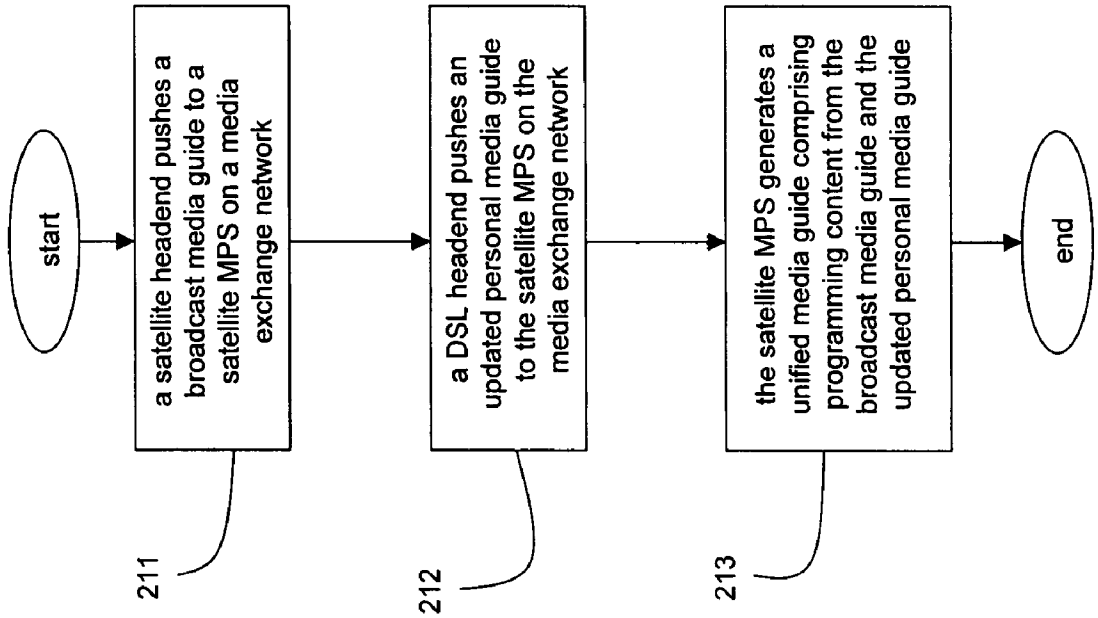 start
a satellite headend pushes a
broadcast media guide to a
satellite MPS on a media
exchange network
211
a DSL headend pushes an
updated personal media guide
to the satellite MPS on the
media exchange network
212
the satellite MPS generates a
unified media guide comprising
programming content from the
broadcast media guide and the
updated personal media guide
213
end